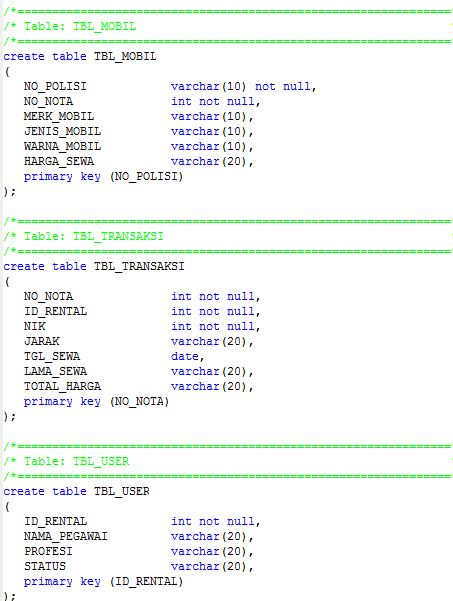 /*==============================================================*
/* Table: TBL_MOBIL *
/*==============================================================*
create table TBL_MOBIL
(
   NO_POLISI            varchar(10) not null,
   NO_NOTA              int not null,
   MERK_MOBIL           varchar(10),
   JENIS_MOBIL          varchar(10),
   WARNA_MOBIL          varchar(10),
   HARGA_SEWA           varchar(20),
   primary key (NO_POLISI)
);
/*==============================================================*
/* Table: TBL_TRANSAKSI *
/*==============================================================*
create table TBL_TRANSAKSI
(
   NO_NOTA              int not null,
   ID_RENTAL            int not null,
   NIK                  int not null,
   JARAK                varchar(20),
   TGL_SEWA             date,
   LAMA_SEWA            varchar(20),
   TOTAL_HARGA          varchar(20),
   primary key (NO_NOTA)
);
/*==============================================================*
/* Table: TBL_USER *
/*==============================================================*
create table TBL_USER
(
   ID_RENTAL            int not null,
   NAMA_PEGAWAI         varchar(20),
   PROFESI              varchar(20),
   STATUS               varchar(20),
   primary key (ID_RENTAL)
);